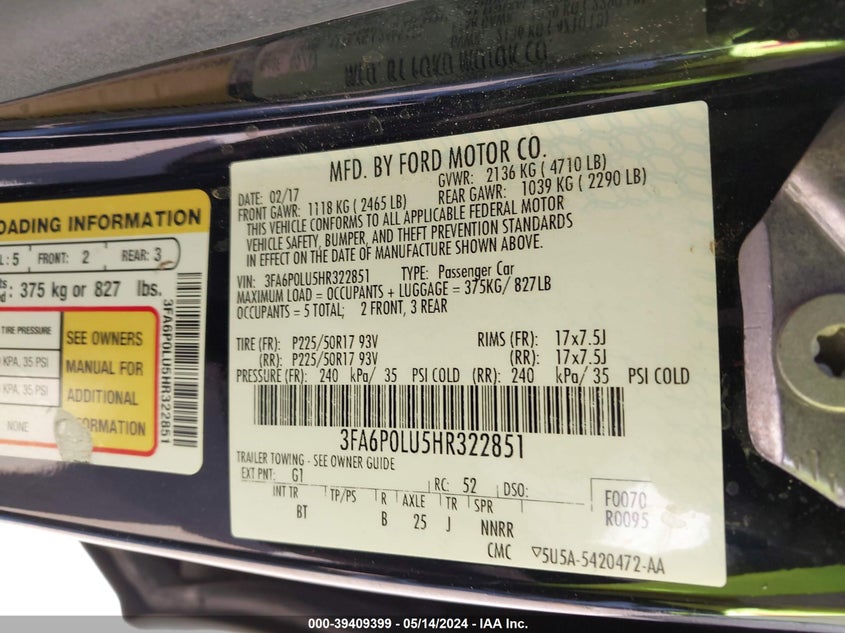 MFD. BY FORD MOTOR CO.
DATE: 02/17 GVWR: 2136 KG ( 4710 LB)
FRONT GAWR: 1118 KG ( 2465 LB) REAR GAWR: 1039 KG ( 2290 LB)
THIS VEHICLE CONFORMS TO ALL APPLICABLE FEDERAL MOTOR
VEHICLE SAFETY, BUMPER, AND THEFT PREVENTION STANDARDS
IN EFFECT ON THE DATE OF MANUFACTURE SHOWN ABOVE.
VIN: 3FA6P0LU5HR322851 TYPE: Passenger Car
MAXIMUM LOAD = OCCUPANTS + LUGGAGE = 375KG/ 827LB
OCCUPANTS = 5 TOTAL; 2 FRONT, 3 REAR
TIRE (FR): P225/50R17 93V RIMS (FR): 17x7.5J
(RR): P225/50R17 93V (RR): 17x7.5J
PRESSURE (FR): 240 kPa/ 35 PSI COLD (RR): 240 kPa/ 35 PSI COLD
3FA6P0LU5HR322851
TRAILER TOWING - SEE OWNER GUIDE
EXT PNT: G1 RC: 52 DSO:
INT TR TP/PS R AXLE TR SPR
BT B 25 J NNRR
F0070
R0095
CMC ▽5U5A-5420472-AA
LOADING INFORMATION
: 5 FRONT: 2 REAR: 3
375 kg or 827 lbs.
TIRE PRESSURE
KPA, 35 PSI
KPA, 35 PSI
NONE
SEE OWNERS
MANUAL FOR
ADDITIONAL
INFORMATION
3FA6P0LU5HR322851
000-39409399 / 05/14/2024 - IAA Inc.